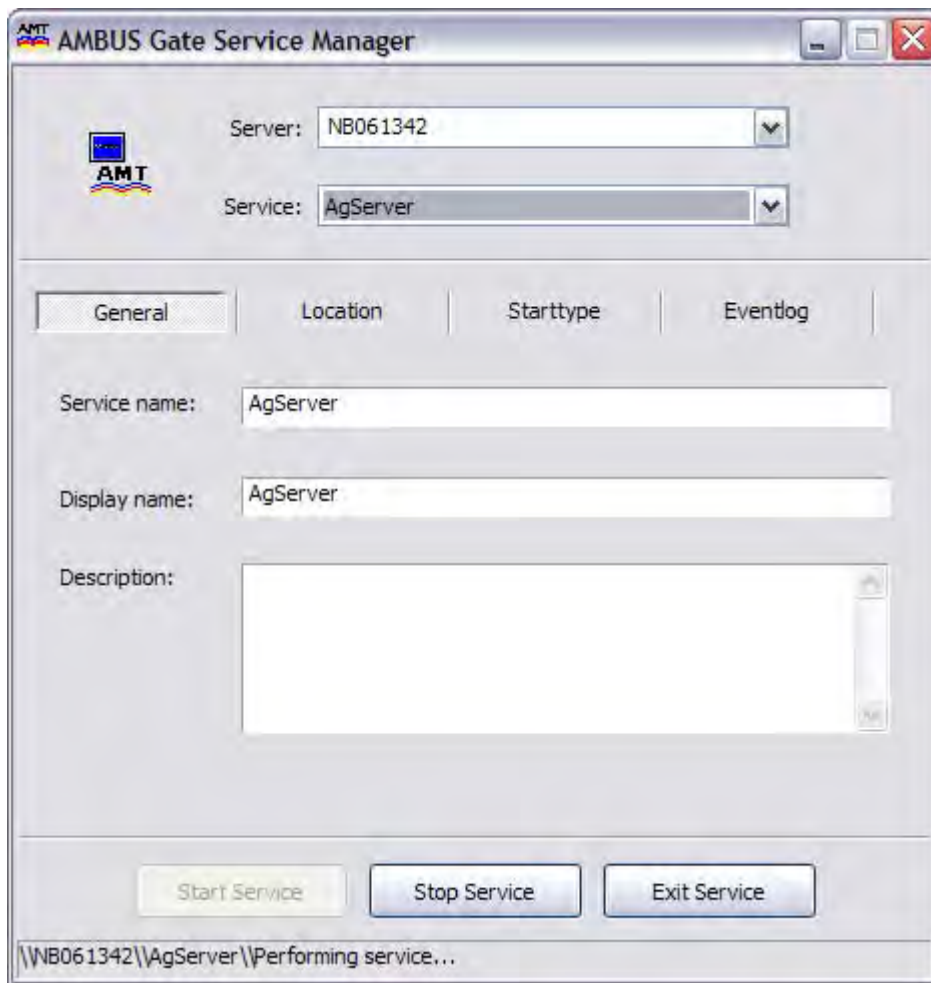 AMT AMBUS Gate Service Manager
AMT
Server: NB061342
Service: AgServer
General Location Starttype Eventlog
Service name: AgServer
Display name: AgServer
Description:
Start Service Stop Service Exit Service
\\NB061342\\AgServer\\Performing service...